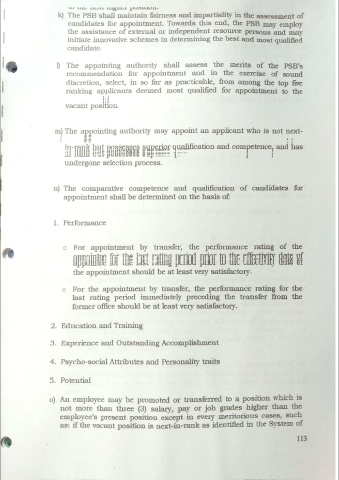 k) The PSB shall maintain fairness and impartiality in the assessment of
candidates for appointment. Towards this end, the PSB may employ
the assistance of external or independent resource persons and may
initiate innovative schemes in determining the best and most qualified
candidate.
l) The appointing authority shall assess the merits of the PSB's
recommendation for appointment and in the exercise of sound
discretion, select, in so far as practicable, from among the top five
ranking applicants deemed most qualified for appointment to the
vacant position.
m) The appointing authority may appoint an applicant who is not next-
in-rank but possesses superior qualification and competence, and has
undergone selection process.
n) The comparative competence and qualification of candidates for
appointment shall be determined on the basis of:
1. Performance
o For appointment by transfer, the performance rating of the
appointee for the last rating period prior to the effectivity date of
the appointment should be at least very satisfactory.
o For the appointment by transfer, the performance rating for the
last rating period immediately preceding the transfer from the
former office should be at least very satisfactory.
2. Education and Training
3. Experience and Outstanding Accomplishment
4. Psycho-social Attributes and Personality traits
5. Potential
o) An employee may be promoted or transferred to a position which is
not more than three (3) salary, pay or job grades higher than the
employee's present position except in every meritorious cases, such
as: if the vacant position is next-in-rank as identified in the System of
113